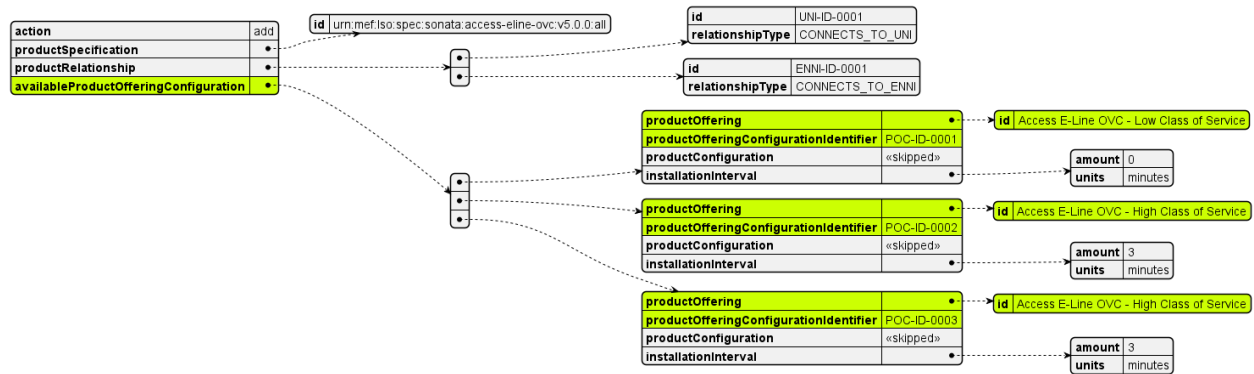 action add
productSpecification
productRelationship
availableProductOfferingConfiguration
id urn:mef:lso:spec:sonata:access-eline-ovc:v5.0.0:all
id UNI-ID-0001
relationshipType CONNECTS_TO_UNI
id ENNI-ID-0001
relationshipType CONNECTS_TO_ENNI
productOffering
productOfferingConfigurationIdentifier POC-ID-0001
productConfiguration «skipped»
installationInterval
id Access E-Line OVC - Low Class of Service
amount 0
units minutes
productOffering
productOfferingConfigurationIdentifier POC-ID-0002
productConfiguration «skipped»
installationInterval
id Access E-Line OVC - High Class of Service
amount 3
units minutes
productOffering
productOfferingConfigurationIdentifier POC-ID-0003
productConfiguration «skipped»
installationInterval
id Access E-Line OVC - High Class of Service
amount 3
units minutes